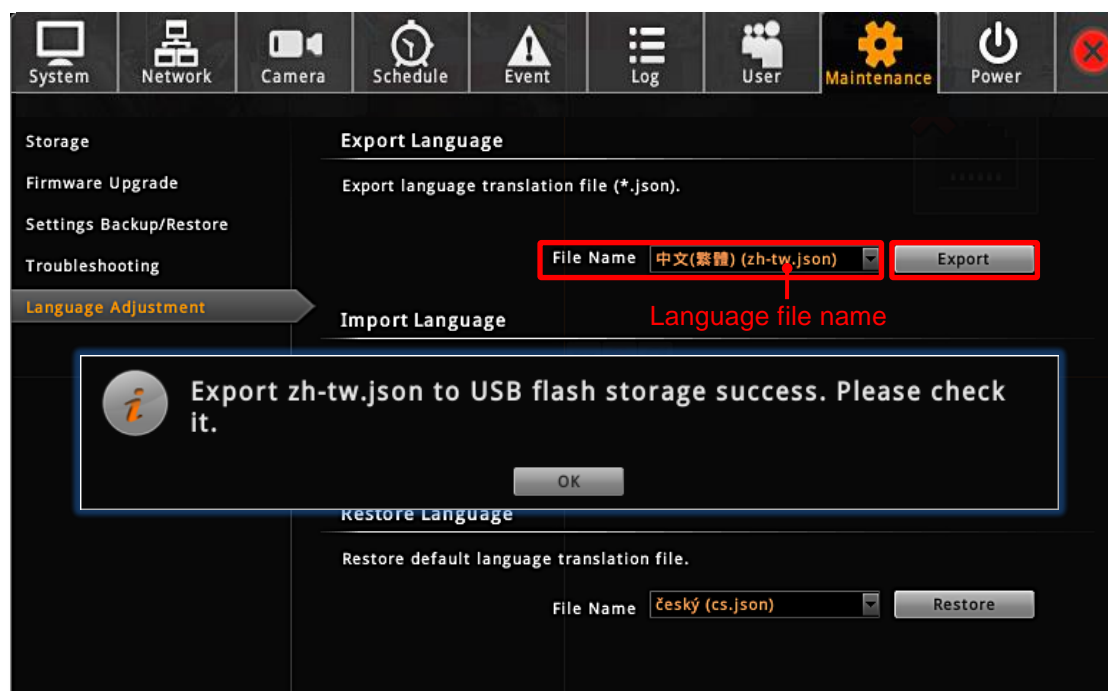 System Network Camera Schedule Event Log User Maintenance Power
Storage
Firmware Upgrade
Settings Backup/Restore
Troubleshooting
Language Adjustment
Export Language
Export language translation file (*.json).
File Name 中文(繁體) (zh-tw.json) Export
Language file name
Import Language
Export zh-tw.json to USB flash storage success. Please check
it.
OK
Restore Language
Restore default language translation file.
File Name český (cs.json) Restore